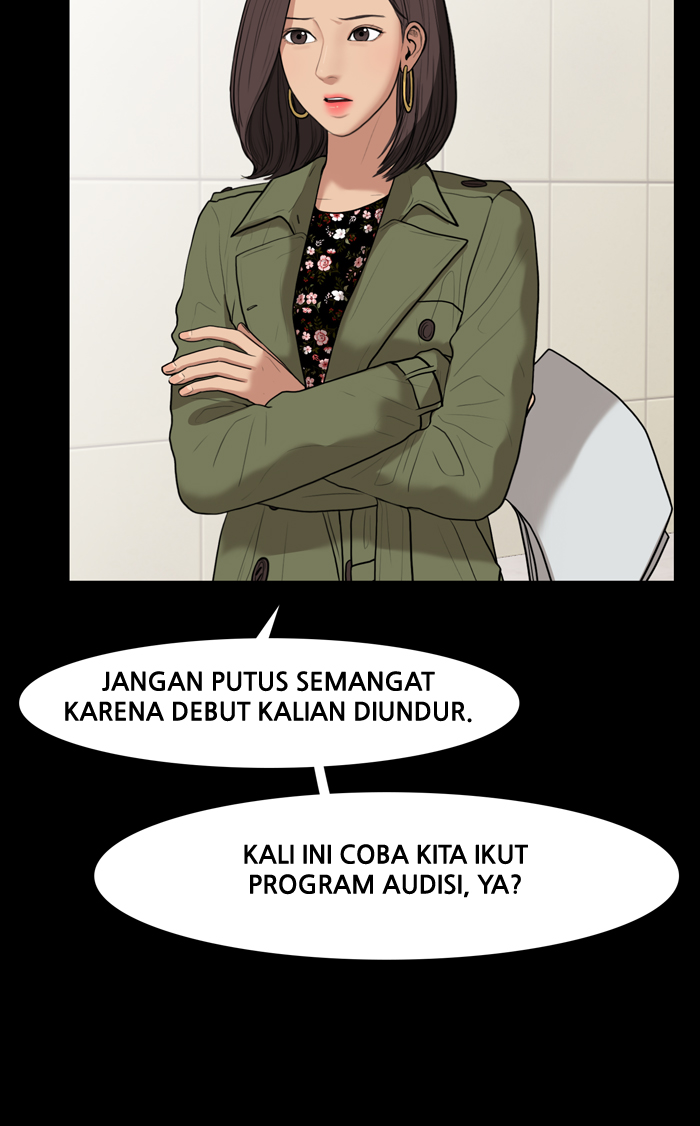 JANGAN PUTUS SEMANGAT
KARENA DEBUT KALIAN DIUNDUR.
KALI INI COBA KITA IKUT
PROGRAM AUDISI, YA?